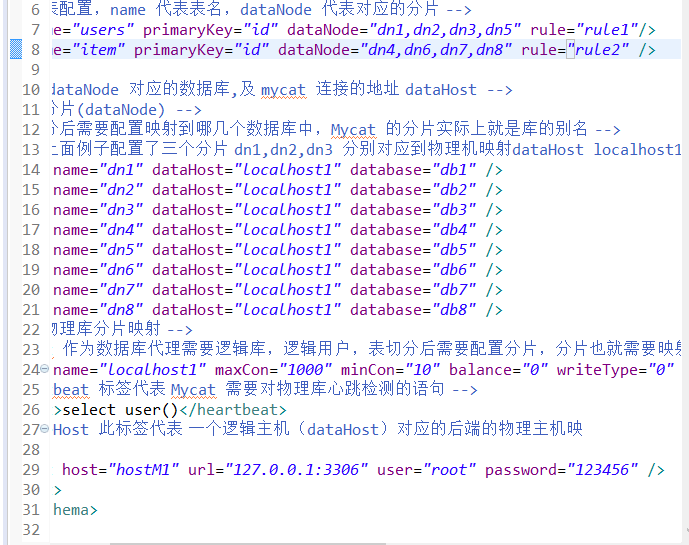 6 表配置，name 代表表名，dataNode 代表对应的分片 -->
7 e="users" primaryKey="id" dataNode="dn1,dn2,dn3,dn5" rule="rule1"/>
8 e="item" primaryKey="id" dataNode="dn4,dn6,dn7,dn8" rule="rule2" />
9
10 dataNode 对应的数据库,及 mycat 连接的地址 dataHost -->
11 分片(dataNode) -->
12 分后需要配置映射到哪几个数据库中，Mycat 的分片实际上就是库的别名 -->
13 上面例子配置了三个分片 dn1,dn2,dn3 分别对应到物理机映射dataHost localhost1
14 name="dn1" dataHost="localhost1" database="db1" />
15 name="dn2" dataHost="localhost1" database="db2" />
16 name="dn3" dataHost="localhost1" database="db3" />
17 name="dn4" dataHost="localhost1" database="db4" />
18 name="dn5" dataHost="localhost1" database="db5" />
19 name="dn6" dataHost="localhost1" database="db6" />
20 name="dn7" dataHost="localhost1" database="db7" />
21 name="dn8" dataHost="localhost1" database="db8" />
22 物理库分片映射 -->
23 作为数据库代理需要逻辑库，逻辑用户，表切分后需要配置分片，分片也就需要映
24 name="localhost1" maxCon="1000" minCon="10" balance="0" writeType="0"
25 beat 标签代表 Mycat 需要对物理库心跳检测的语句 -->
26 >select user()</heartbeat>
27 Host 此标签代表 一个逻辑主机（dataHost）对应的后端的物理主机映
28
29 host="hostM1" url="127.0.0.1:3306" user="root" password="123456" />
30 >
31 hema>
32